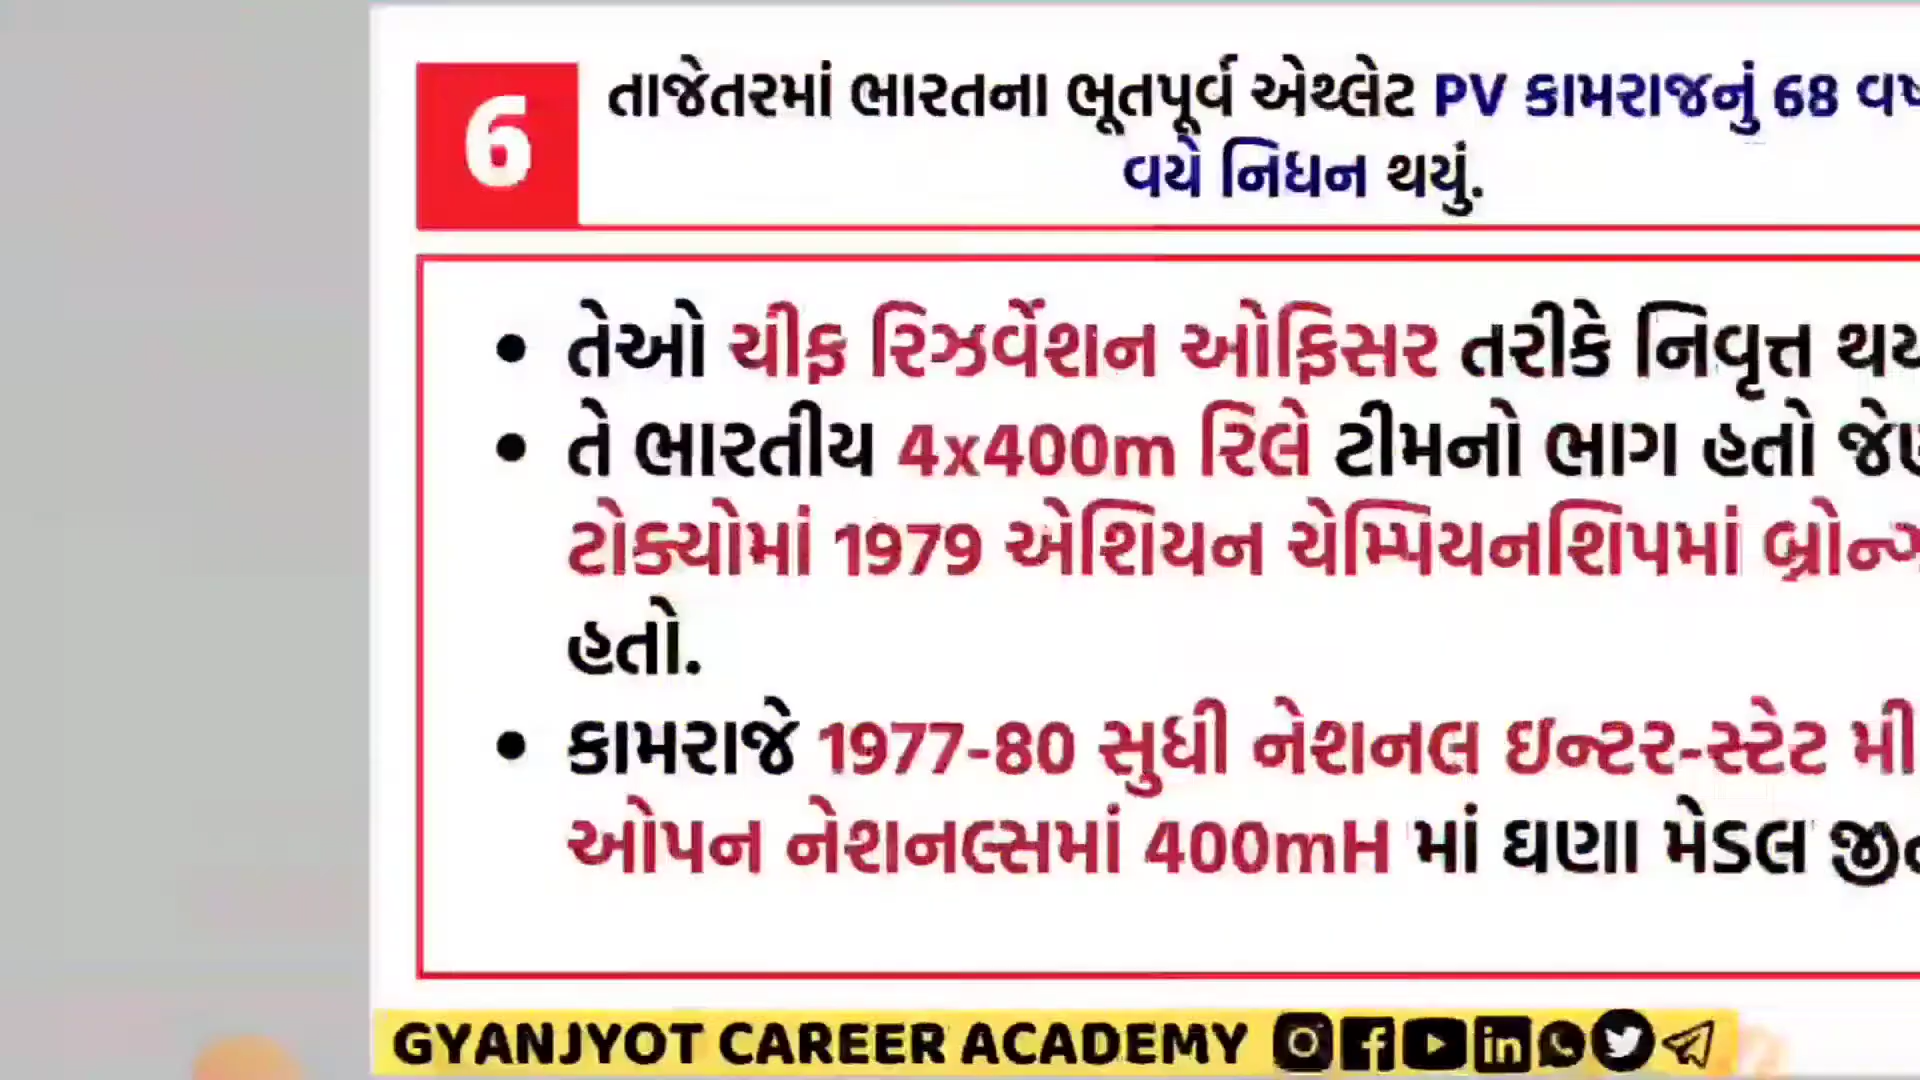 6
તાજેતરમાં ભારતના ભૂતપૂર્વ એથ્લેટ PV કામરાજનું 68
વયે નિધન થયું.
તેઓ ચીફ રિઝર્વેશન ઓફિસર તરીકે નિવૃત્ત
તે ભારતીય 4x400m રિલે ટીમનો ભાગ હતો
ટોક્યોમાં 1979 એશિયન ચેમ્પિયનશિપમાં
હતો.
કામરાજે 1977-80 સુધી નેશનલ ઇન્ટર-સ્ટેટ
ઓપન નેશનલ્સમાં 400mH માં ઘણા મેડલ
GYANJYOT CAREER ACADEMY